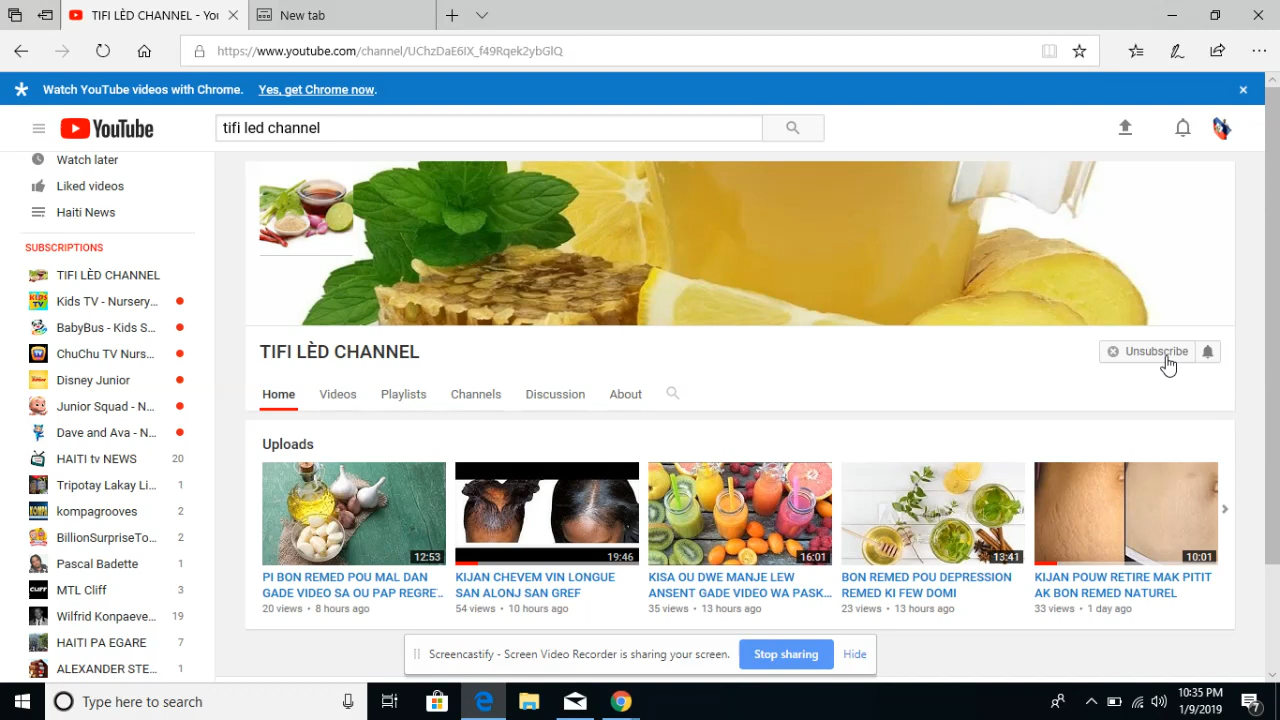 TIFI LÈD CHANNEL - You
New tab
https://www.youtube.com/channel/UChzDaE6IX_f49Rqek2ybGlQ
Watch YouTube videos with Chrome. Yes, get Chrome now.
YouTube
tifi led channel
Watch later
Liked videos
Haiti News
SUBSCRIPTIONS
TIFI LÈD CHANNEL
Kids TV - Nursery...
BabyBus - Kids S...
ChuChu TV Nurs...
Disney Junior
Junior Squad - N...
Dave and Ava - N...
HAITI tv NEWS 20
Tripotay Lakay Li... 1
kompagrooves 2
BillionSurpriseTo... 2
Pascal Badette 1
MTL Cliff 3
Wilfrid Konpaeve... 19
HAITI PA EGARE 7
ALEXANDER STE... 1
TIFI LÈD CHANNEL
Unsubscribe
Home Videos Playlists Channels Discussion About
Uploads
12:53
PI BON REMED POU MAL DAN
GADE VIDEO SA OU PAP REGRE...
20 views • 8 hours ago
19:46
KIJAN CHEVEM VIN LONGUE
SAN ALONJ SAN GREF
54 views • 10 hours ago
16:01
KISA OU DWE MANJE LEW
ANSENT GADE VIDEO WA PASK...
35 views • 13 hours ago
13:41
BON REMED POU DEPRESSION
REMED KI FEW DOMI
23 views • 13 hours ago
10:01
KIJAN POUW RETIRE MAK PITIT
AK BON REMED NATUREL
33 views • 1 day ago
Screencastify - Screen Video Recorder is sharing your screen. Stop sharing Hide
Type here to search
10:35 PM
1/9/2019
7